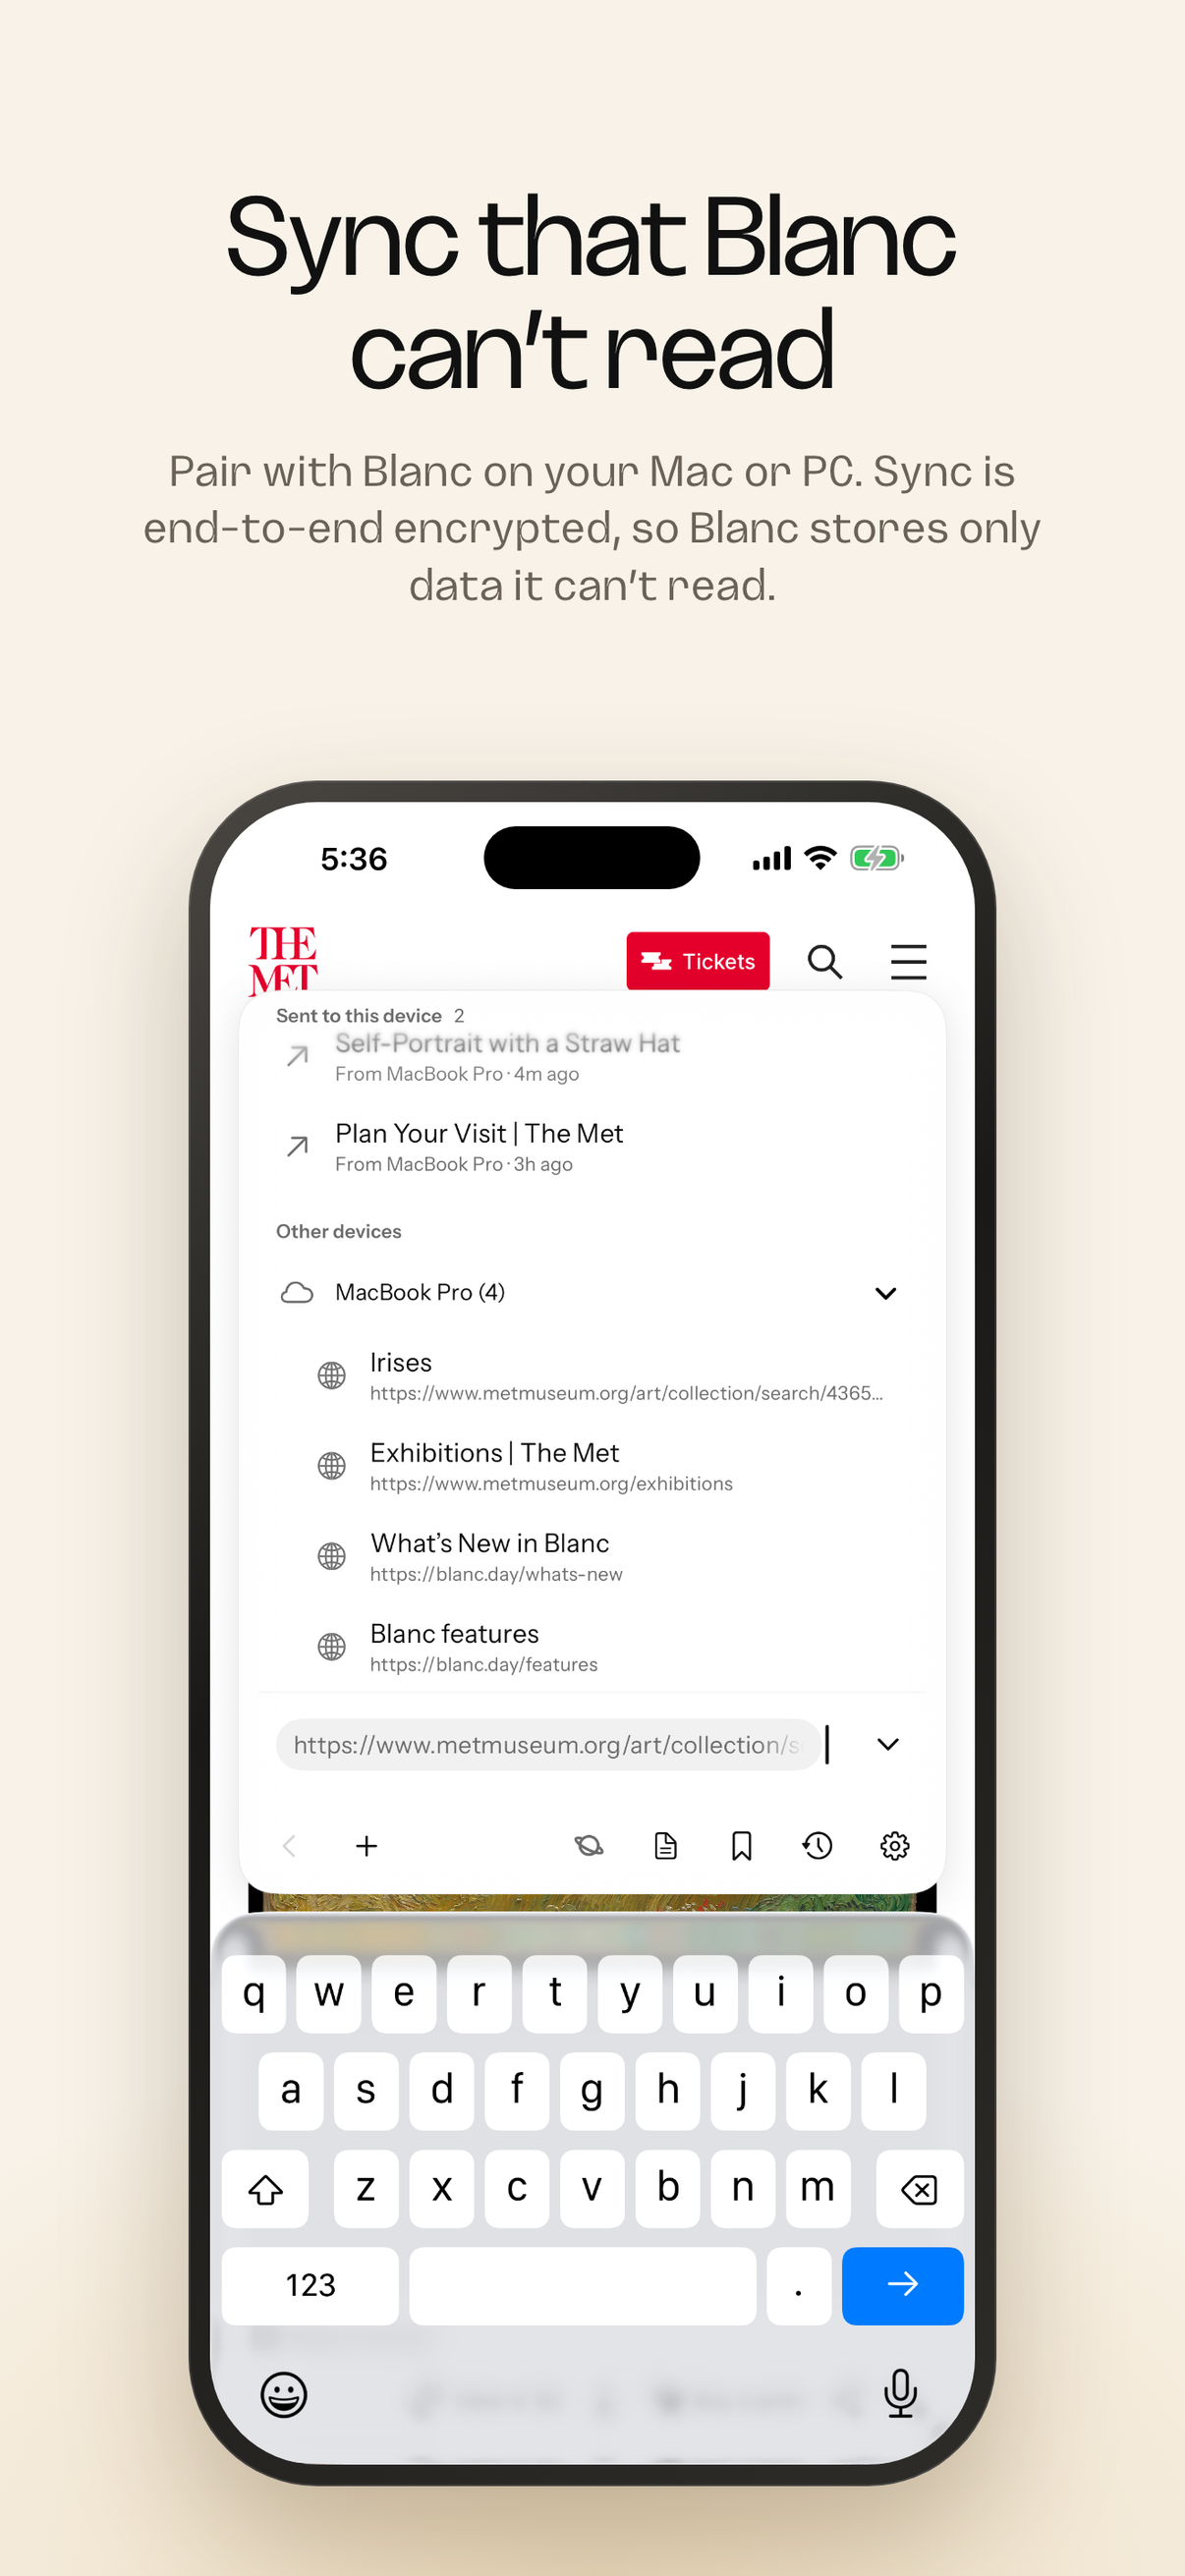 Sync that Blanc
can't read
Pair with Blanc on your Mac or PC. Sync is
end-to-end encrypted, so Blanc stores only
data it can't read.
5:36
THE
MET
Tickets
Sent to this device 2
Self-Portrait with a Straw Hat
From MacBook Pro · 4m ago
Plan Your Visit | The Met
From MacBook Pro · 3h ago
Other devices
MacBook Pro (4)
Irises
https://www.metmuseum.org/art/collection/search/4365...
Exhibitions | The Met
https://www.metmuseum.org/exhibitions
What's New in Blanc
https://blanc.day/whats-new
Blanc features
https://blanc.day/features
https://www.metmuseum.org/art/collection/s
q w e r t y u i o p
a s d f g h j k l
z x c v b n m
123 .